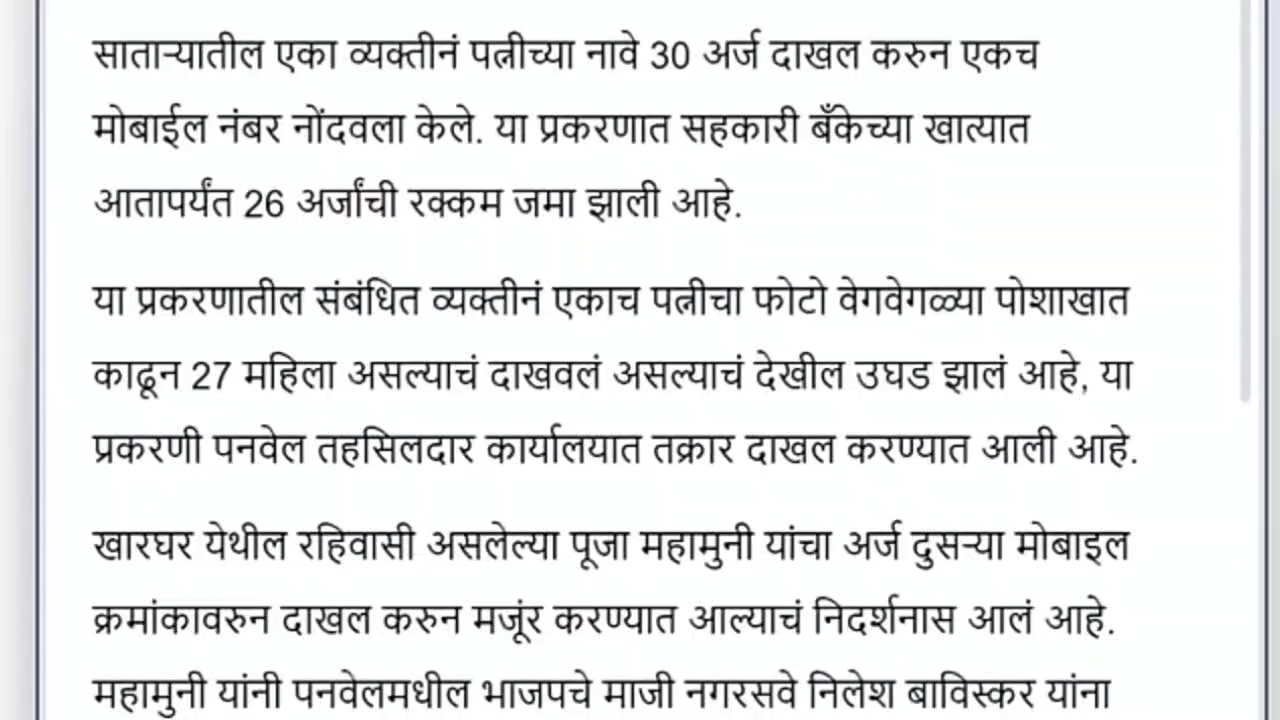 साताऱ्यातील एका व्यक्तीनं पत्नीच्या नावे 30 अर्ज दाखल करुन एकच
मोबाईल नंबर नोंदवला केले. या प्रकरणात सहकारी बँकेच्या खात्यात
आतापर्यंत 26 अर्जांची रक्कम जमा झाली आहे.
या प्रकरणातील संबंधित व्यक्तीनं एकाच पत्नीचा फोटो वेगवेगळ्या पोशाखात
काढून 27 महिला असल्याचं दाखवलं असल्याचं देखील उघड झालं आहे, या
प्रकरणी पनवेल तहसिलदार कार्यालयात तक्रार दाखल करण्यात आली आहे.
खारघर येथील रहिवासी असलेल्या पूजा महामुनी यांचा अर्ज दुसऱ्या मोबाइल
क्रमांकावरुन दाखल करुन मजूंर करण्यात आल्याचं निदर्शनास आलं आहे.
महामुनी यांनी पनवेलमधील भाजपचे माजी नगरसवे निलेश बाविस्कर यांना